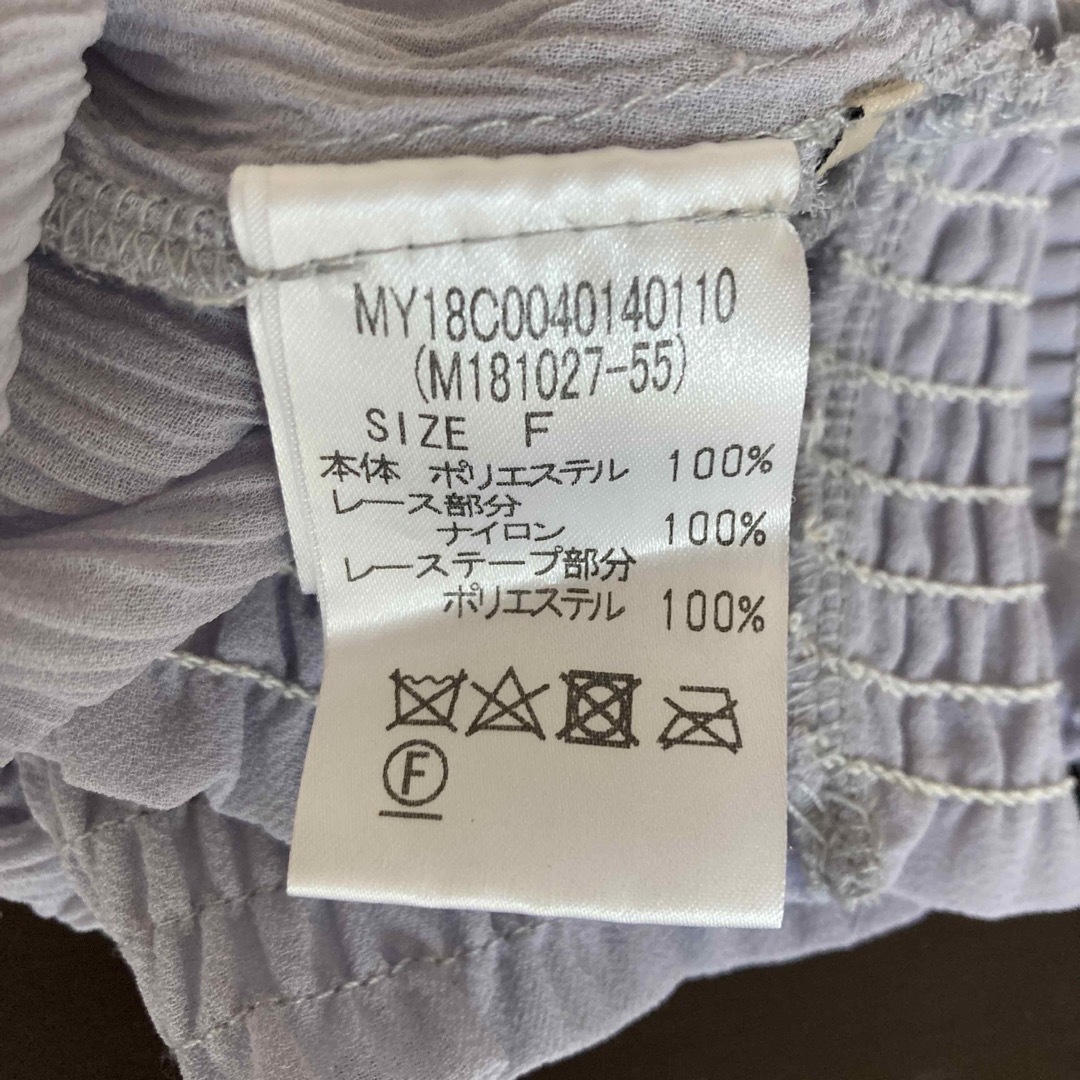 MY18C0040140110
(M181027-55)
SIZE F
本体 ポリエステル 100%
レース部分
ナイロン 100%
レーステープ部分
ポリエステル 100%
F